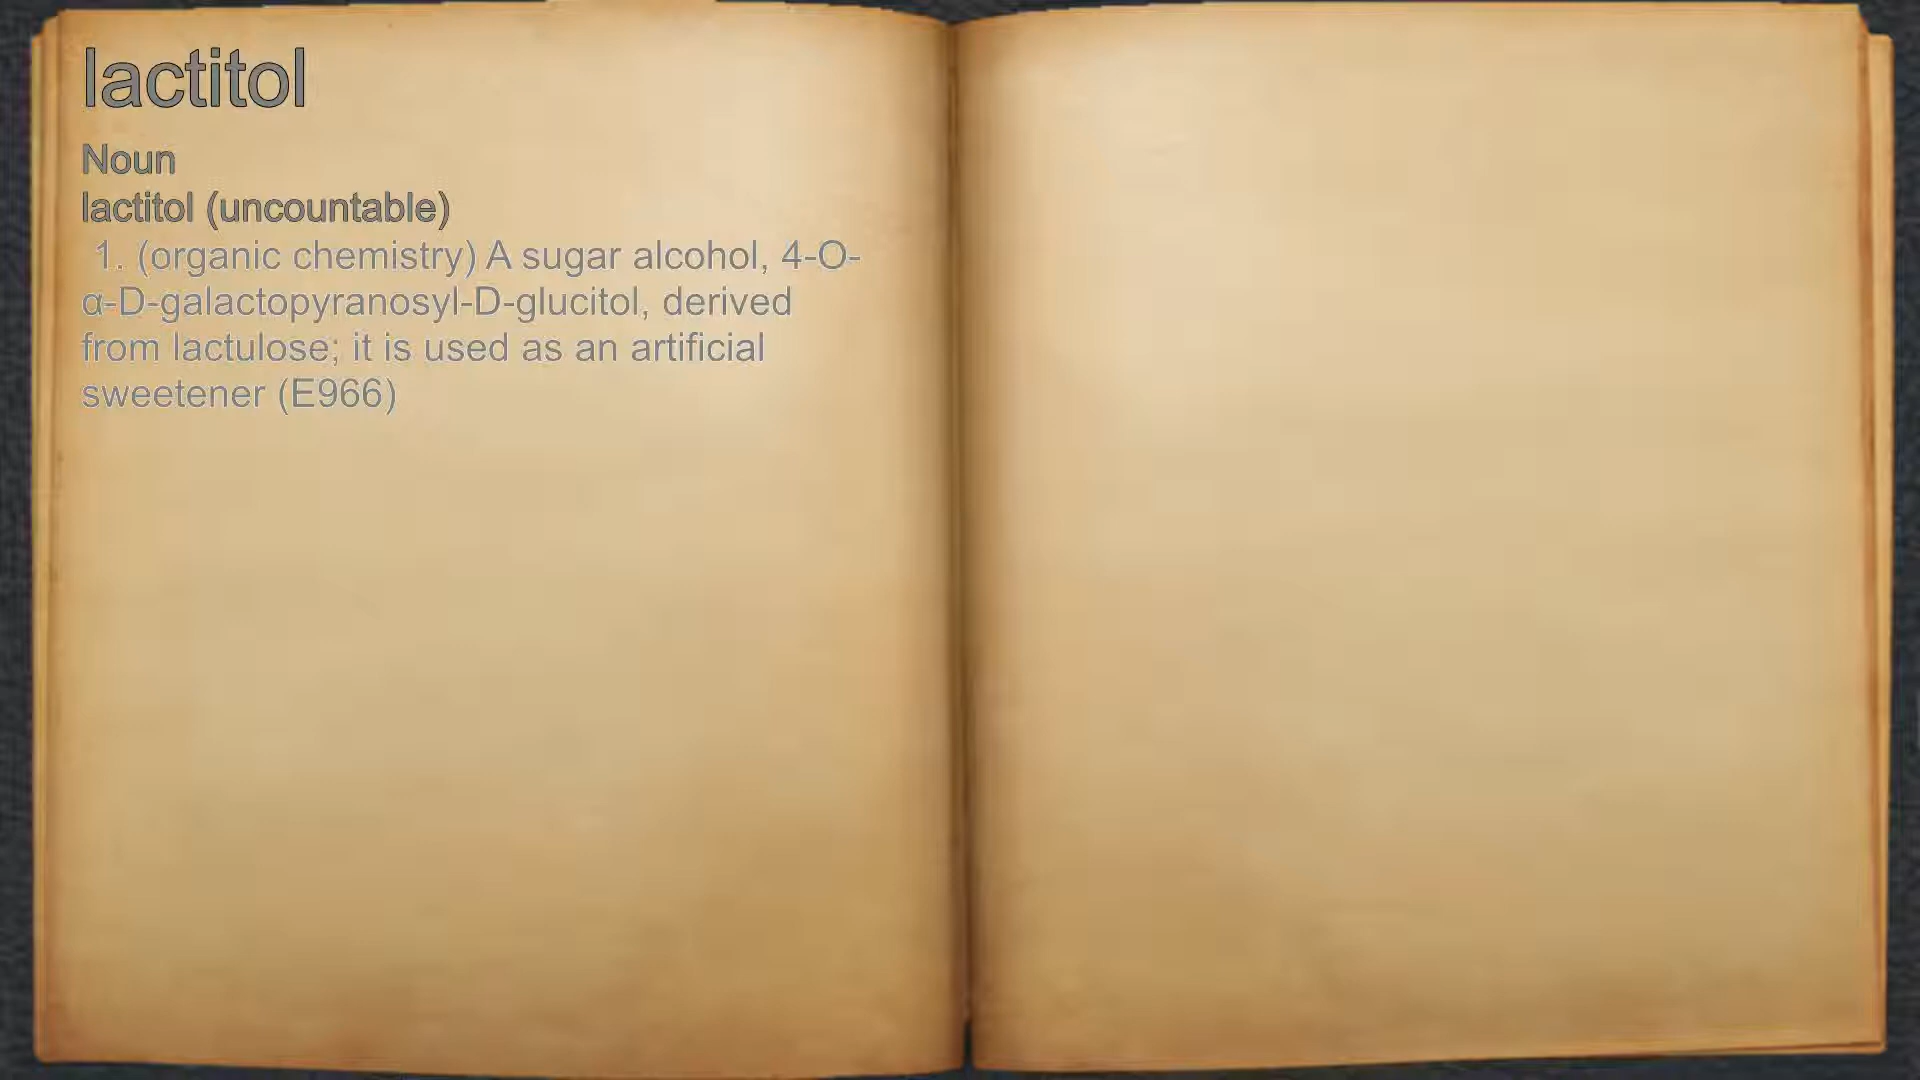 lactitol
Noun
lactitol (uncountable)
1. (organic chemistry) A sugar alcohol, 4-O-
α-D-galactopyranosyl-D-glucitol, derived
from lactulose; it is used as an artificial
sweetener (E966)